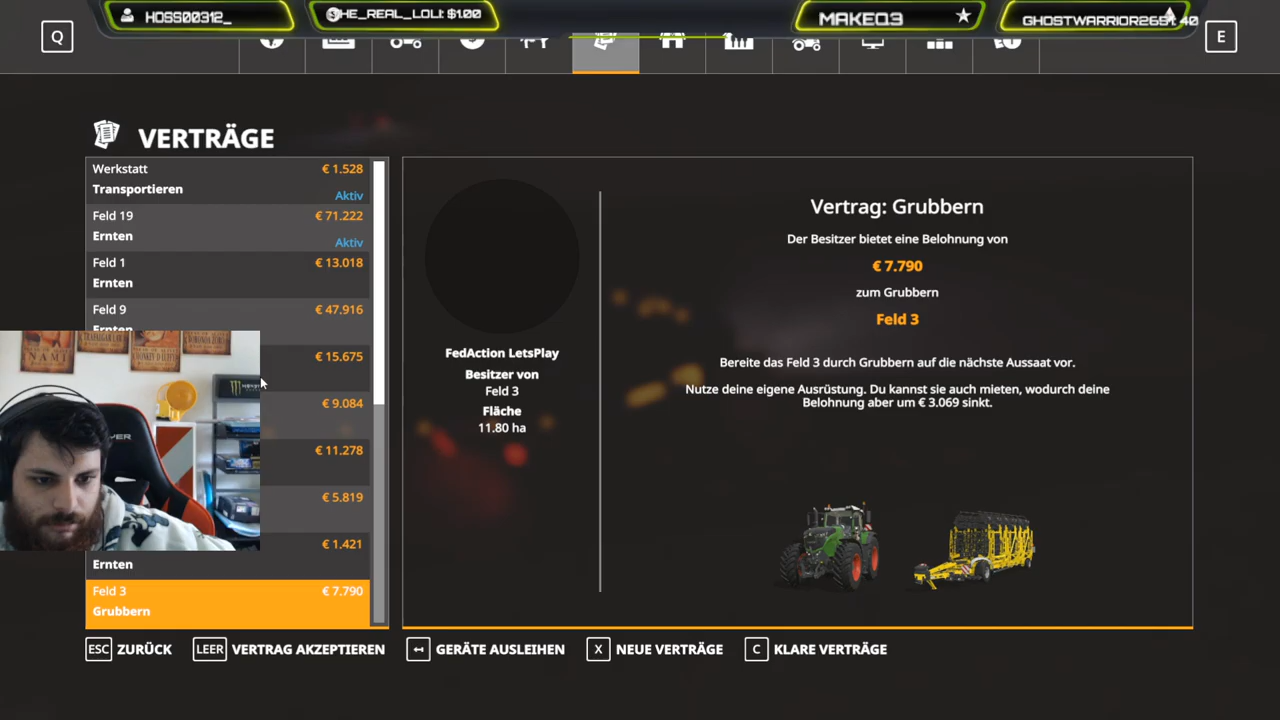 HOSS00312_
HE_REAL_LOLI: $1.00
MAKEO3
Q
E
VERTRÄGE
Werkstatt € 1.528
Transportieren Aktiv
Feld 19 € 71.222
Ernten Aktiv
Feld 1 € 13.018
Ernten
Feld 9 € 47.916
Ernten
€ 15.675
€ 9.084
€ 11.278
€ 5.819
€ 1.421
Ernten
Feld 3 € 7.790
Grubbern
FedAction LetsPlay
Besitzer von
Feld 3
Fläche
11.80 ha
Vertrag: Grubbern
Der Besitzer bietet eine Belohnung von
€ 7.790
zum Grubbern
Feld 3
Bereite das Feld 3 durch Grubbern auf die nächste Aussaat vor.
Nutze deine eigene Ausrüstung. Du kannst sie auch mieten, wodurch deine
Belohnung aber um € 3.069 sinkt.
NAMI
ESC ZURÜCK LEER VERTRAG AKZEPTIEREN GERÄTE AUSLEIHEN X NEUE VERTRÄGE C KLARE VERTRÄGE